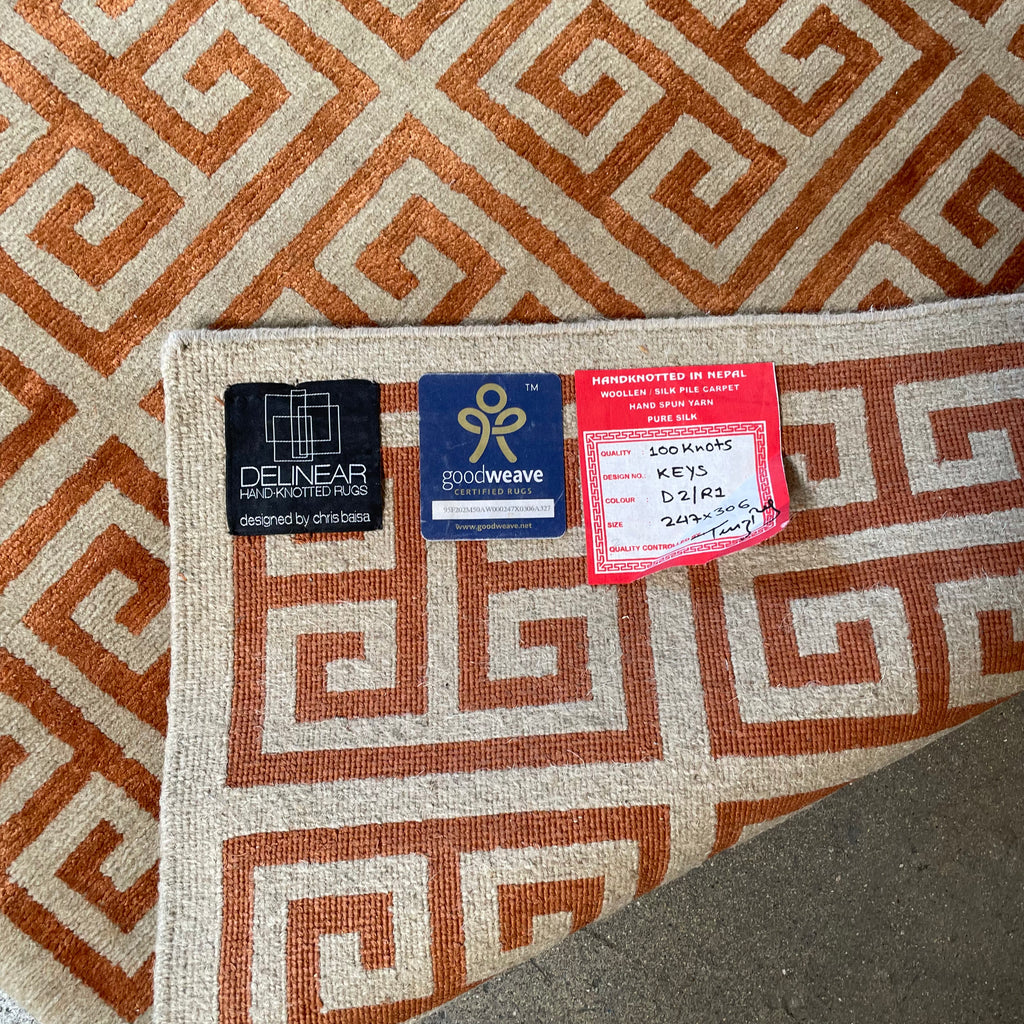 DELINEAR
HAND-KNOTTED RUGS
designed by chris baisa
TM
goodweave
CERTIFIED RUGS
www.goodweave.net
HANDKNOTTED IN NEPAL
WOOLLEN / SILK PILE CARPET
HAND SPUN YARN
PURE SILK
QUALITY : 100 Knots
DESIGN NO. : KEYS
COLOUR : D2/R1
SIZE : 247x306
QUALITY CONTROLLED